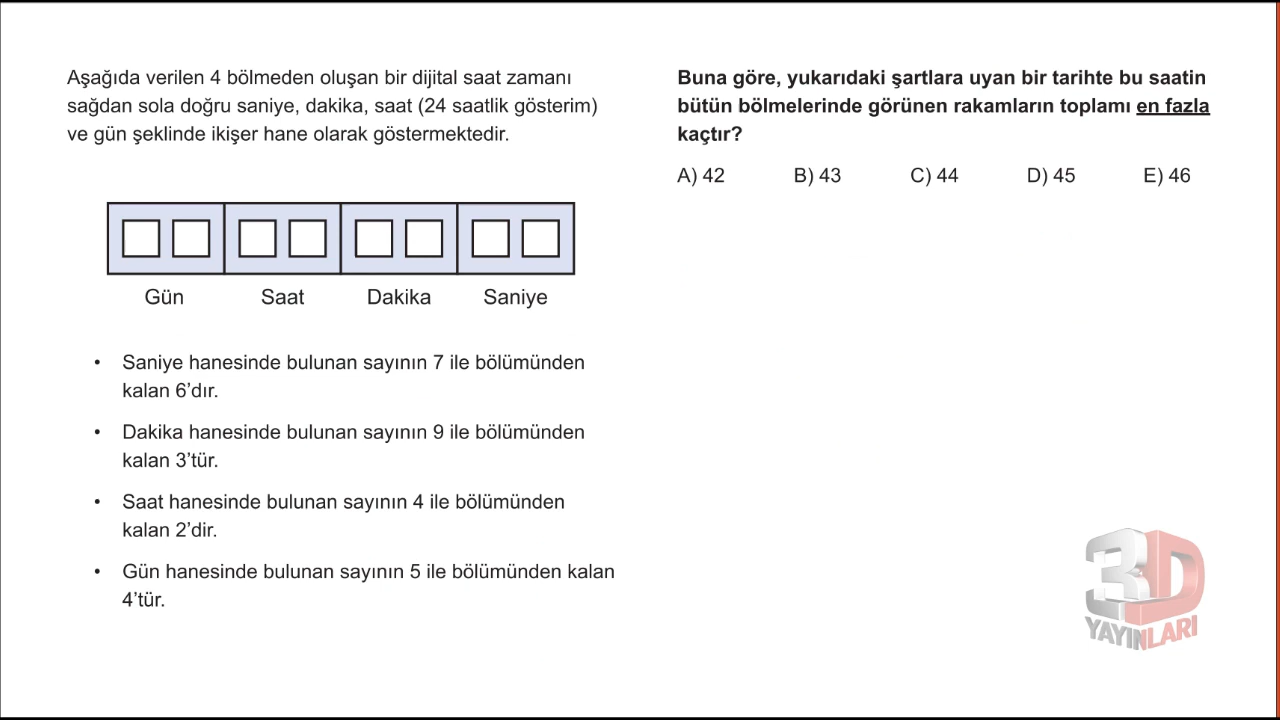 Aşağıda verilen 4 bölmeden oluşan bir dijital saat zamanı
sağdan sola doğru saniye, dakika, saat (24 saatlik gösterim)
ve gün şeklinde ikişer hane olarak göstermektedir.
Gün Saat Dakika Saniye
• Saniye hanesinde bulunan sayının 7 ile bölümünden
kalan 6’dır.
• Dakika hanesinde bulunan sayının 9 ile bölümünden
kalan 3’tür.
• Saat hanesinde bulunan sayının 4 ile bölümünden
kalan 2’dir.
• Gün hanesinde bulunan sayının 5 ile bölümünden kalan
4’tür.
Buna göre, yukarıdaki şartlara uyan bir tarihte bu saatin
bütün bölmelerinde görünen rakamların toplamı en fazla
kaçtır?
A) 42 B) 43 C) 44 D) 45 E) 46
3D
YAYINLARI